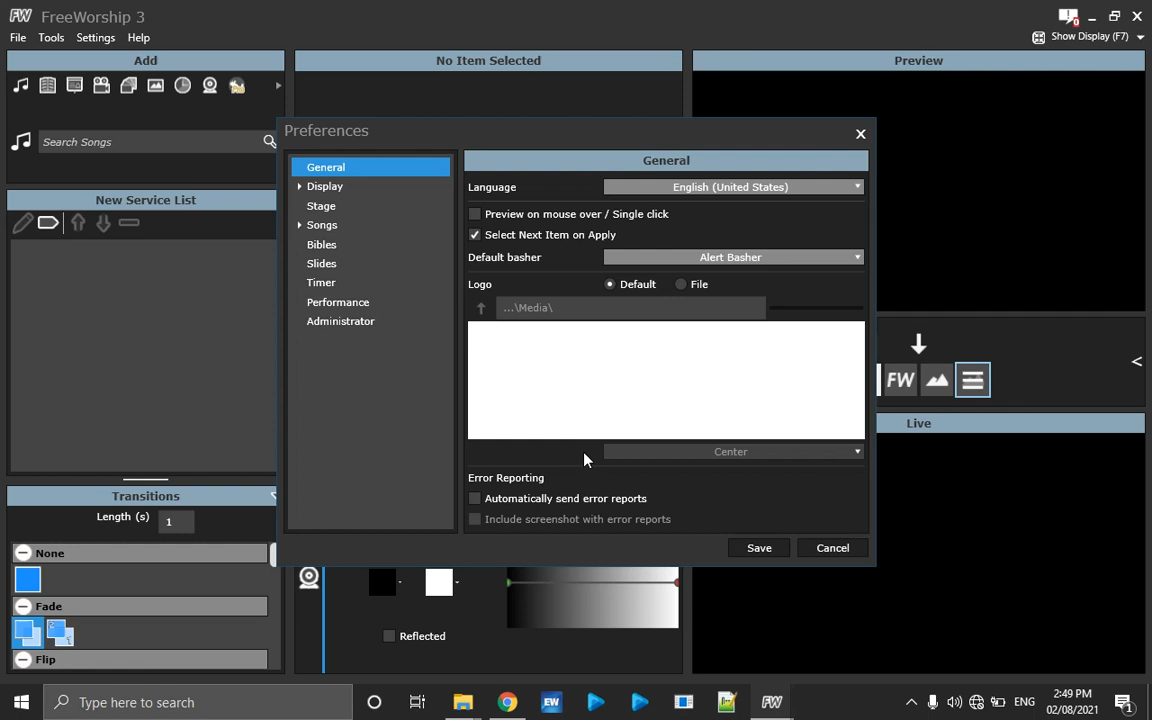 FW FreeWorship 3
File Tools Settings Help
Show Display (F7)
Add
No Item Selected
Preview
Search Songs
Preferences
General
Display
Stage
Songs
Bibles
Slides
Timer
Performance
Administrator
General
Language English (United States)
Preview on mouse over / Single click
Select Next Item on Apply
Default basher Alert Basher
Logo Default File
...\Media\
Center
Error Reporting
Automatically send error reports
Include screenshot with error reports
Save Cancel
New Service List
Transitions
Length (s) 1
None
Fade
Flip
Reflected
FW
<
Live
Type here to search
EW
FW
ENG
2:49 PM
02/08/2021
1